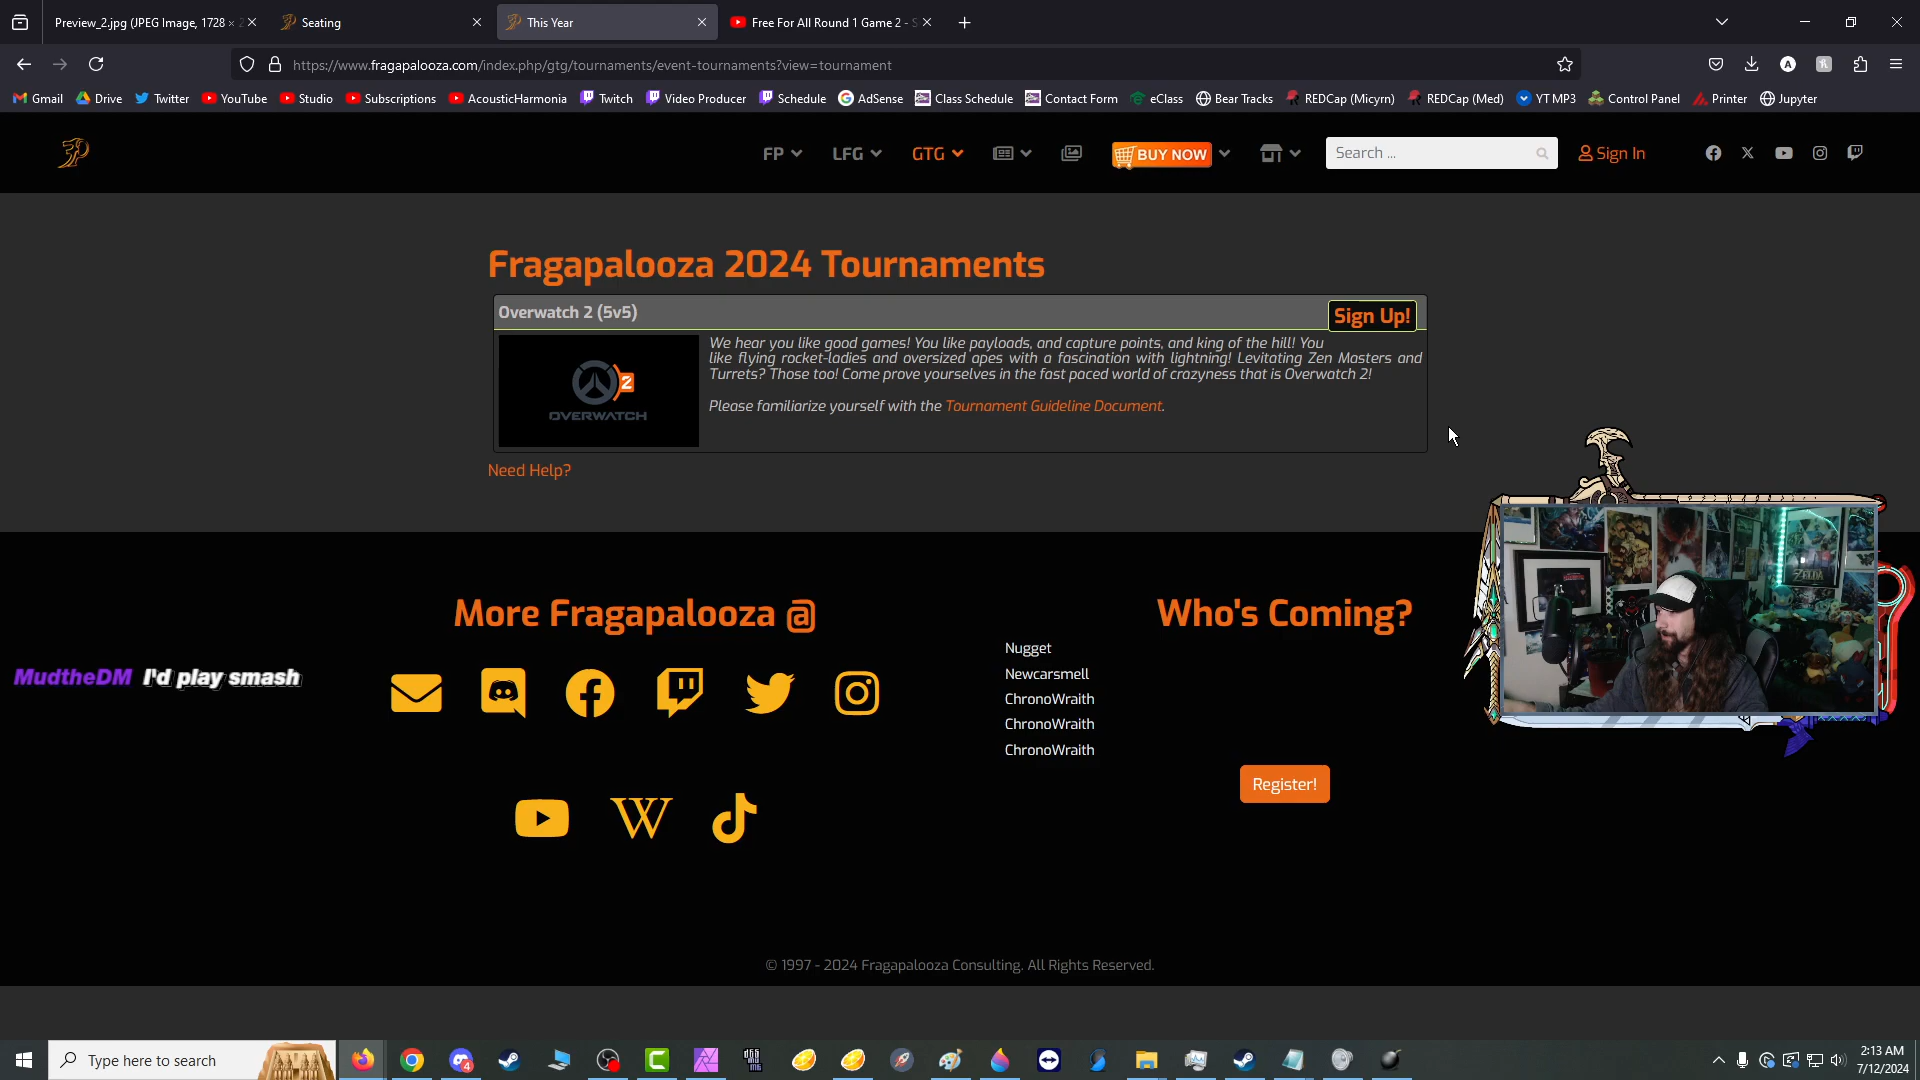 Preview_2.jpg (JPEG Image, 1728 × 2
Seating
This Year
Free For All Round 1 Game 2 - S
https://www.fragapalooza.com/index.php/gtg/tournaments/event-tournaments?view=tournament
Gmail Drive Twitter YouTube Studio Subscriptions AcousticHarmonia Twitch Video Producer Schedule AdSense Class Schedule Contact Form eClass Bear Tracks REDCap (Micyrn) REDCap (Med) YT MP3 Control Panel Printer Jupyter
FP LFG GTG BUY NOW Search ... Sign In
Fragapalooza 2024 Tournaments
Overwatch 2 (5v5)
Sign Up!
We hear you like good games! You like payloads, and capture points, and king of the hill! You
like flying rocket-ladies and oversized apes with a fascination with lightning! Levitating Zen Masters and
Turrets? Those too! Come prove yourselves in the fast paced world of crazyness that is Overwatch 2!
2
OVERWATCH
Please familiarize yourself with the Tournament Guideline Document.
Need Help?
More Fragapalooza @
Who's Coming?
Nugget
Newcarsmell
ChronoWraith
ChronoWraith
ChronoWraith
MudtheDM I'd play smash
ZELDA
Register!
© 1997 - 2024 Fragapalooza Consulting. All Rights Reserved.
Type here to search
4
2:13 AM
7/12/2024